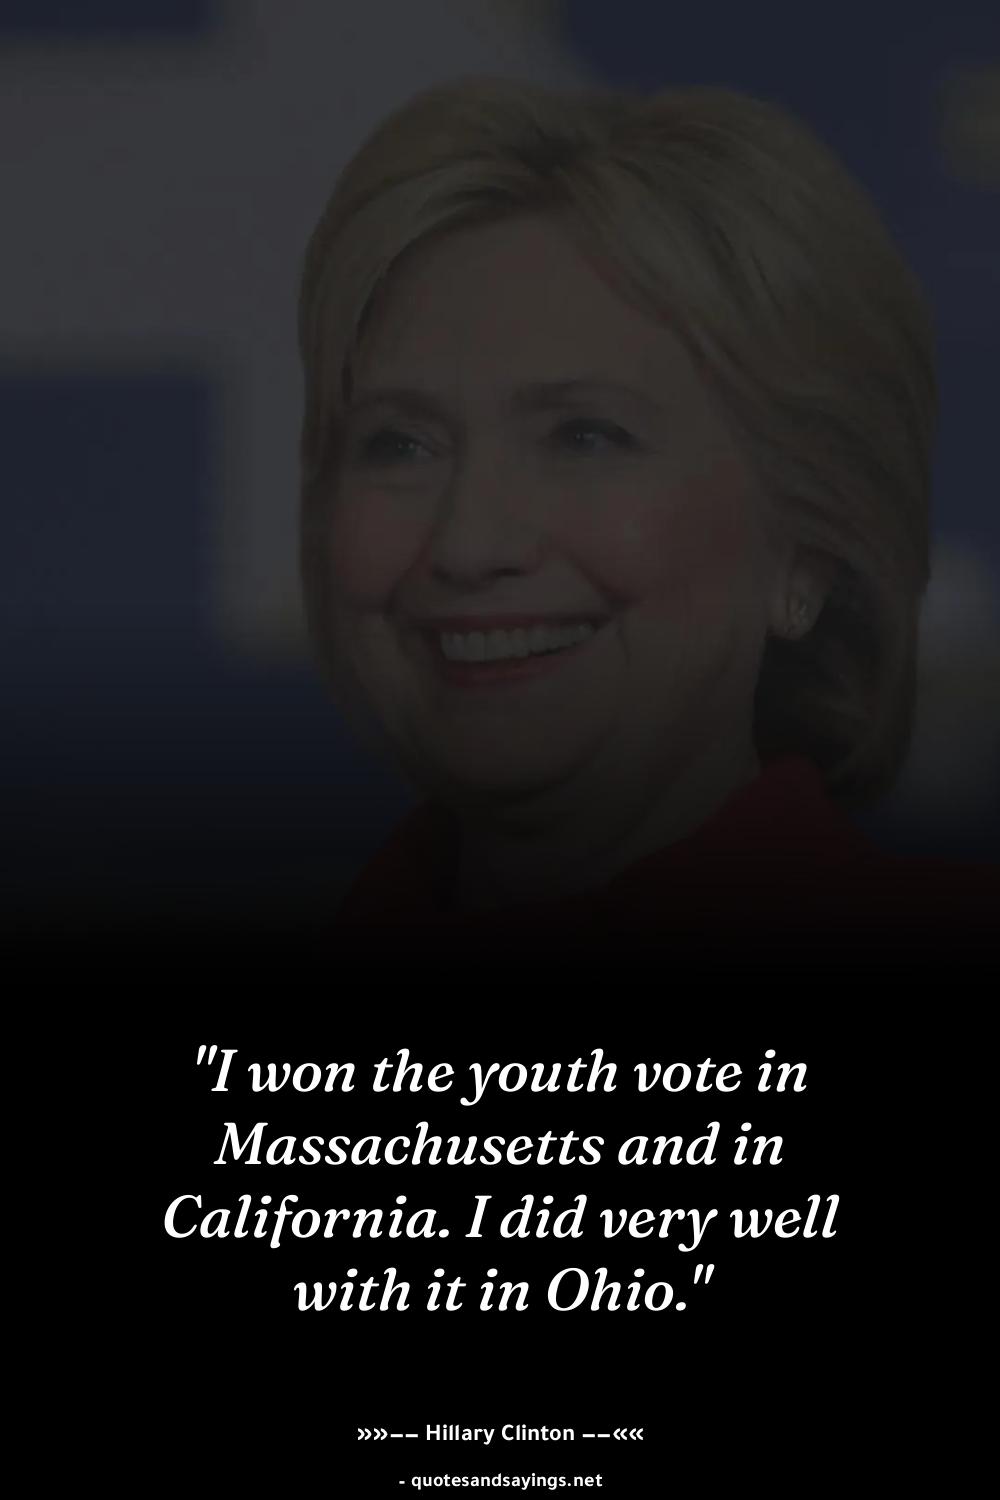 "I won the youth vote in
Massachusetts and in
California. I did very well
with it in Ohio."
»»–– Hillary Clinton ––««
- quotesandsayings.net